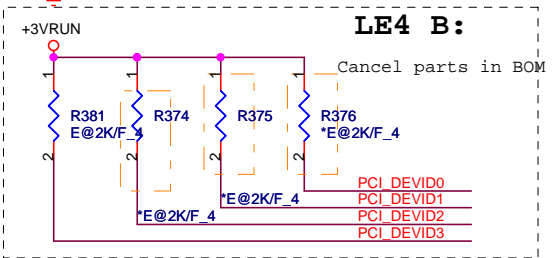 LE4 B:
+3VRUN
Cancel parts in BOM
1
1
1
1
R381
E@2K/F_4
R374
R375
R376
*E@2K/F_4
2
2
2
2
PCI_DEVID0
*E@2K/F_4
PCI_DEVID1
*E@2K/F_4
PCI_DEVID2
PCI_DEVID3